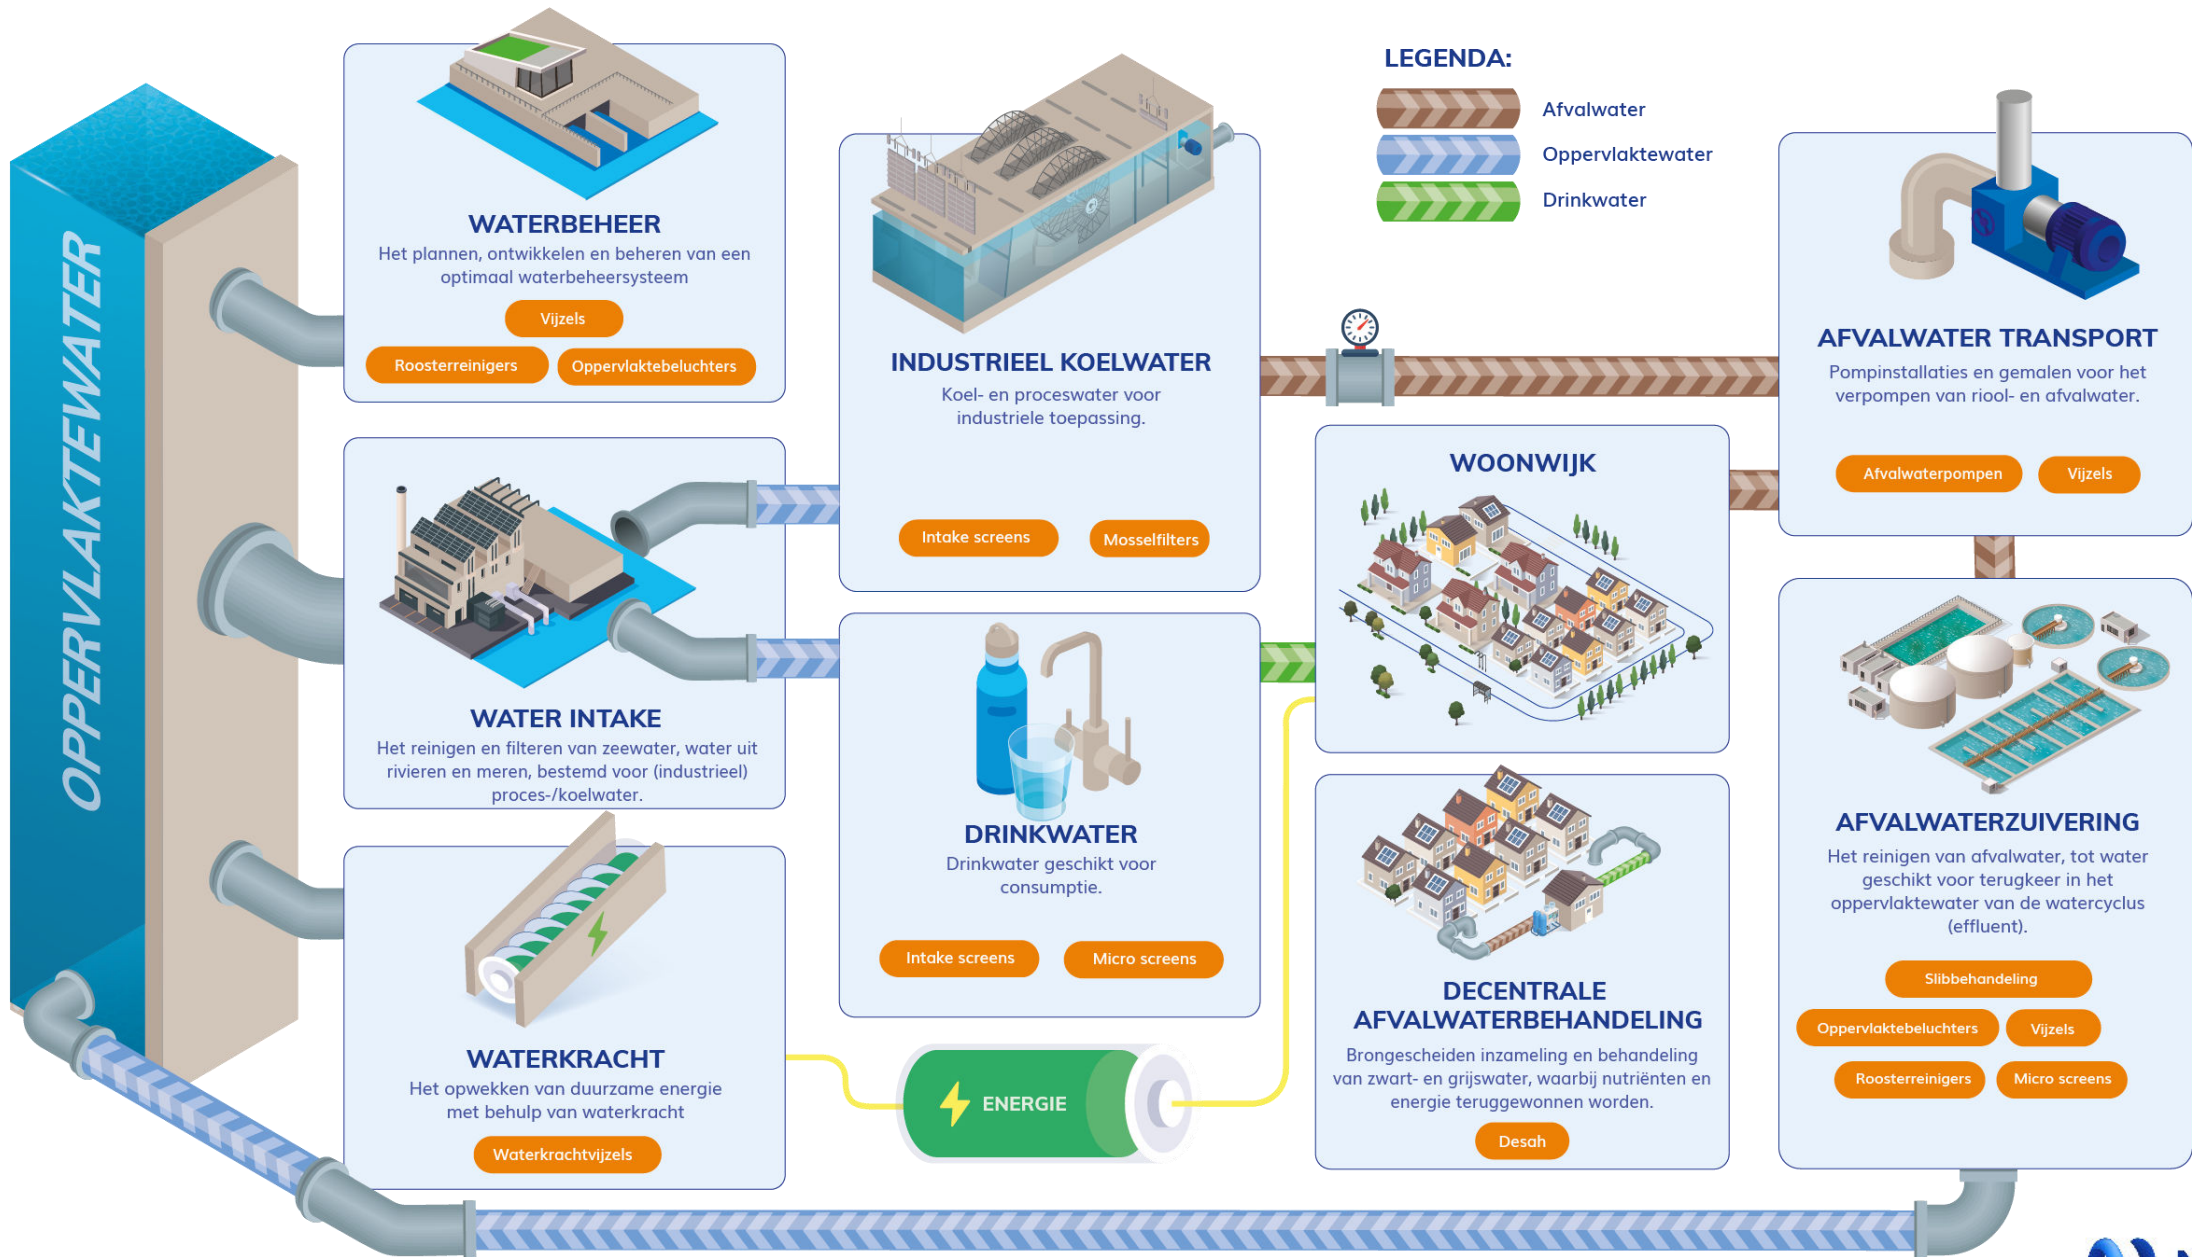 OPPERVLAKTEWATER
WATERBEHEER
Het plannen, ontwikkelen en beheren van een
optimaal waterbeheersysteem
Vijzels
Roosterreinigers
Oppervlaktebeluchters
WATER INTAKE
Het reinigen en filteren van zeewater, water uit
rivieren en meren, bestemd voor (industrieel)
proces-/koelwater.
WATERKRACHT
Het opwekken van duurzame energie
met behulp van waterkracht
Waterkrachtvijzels
INDUSTRIEEL KOELWATER
Koel- en proceswater voor
industriele toepassing.
Intake screens
Mosselfilters
DRINKWATER
Drinkwater geschikt voor
consumptie.
Intake screens
Micro screens
ENERGIE
LEGENDA:
Afvalwater
Oppervlaktewater
Drinkwater
WOONWIJK
DECENTRALE
AFVALWATERBEHANDELING
Brongescheiden inzameling en behandeling
van zwart- en grijswater, waarbij nutriënten en
energie teruggewonnen worden.
Desah
AFVALWATER TRANSPORT
Pompinstallaties en gemalen voor het
verpompen van riool- en afvalwater.
Afvalwaterpompen
Vijzels
AFVALWATERZUIVERING
Het reinigen van afvalwater, tot water
geschikt voor terugkeer in het
oppervlaktewater van de watercyclus
(effluent).
Slibbehandeling
Oppervlaktebeluchters
Vijzels
Roosterreinigers
Micro screens